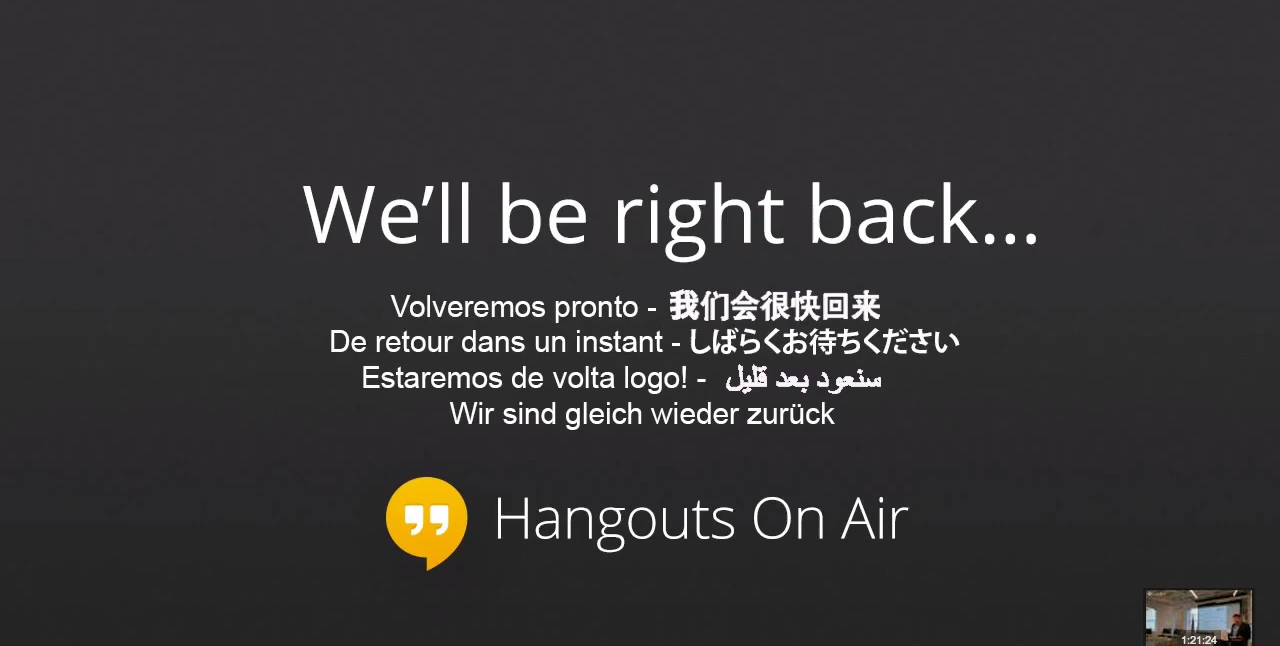 We’ll be right back...
Volveremos pronto - 我们会很快回来
De retour dans un instant - しばらくお待ちください
Estaremos de volta logo! - سنعود بعد قليل
Wir sind gleich wieder zurück
Hangouts On Air
1:21:24